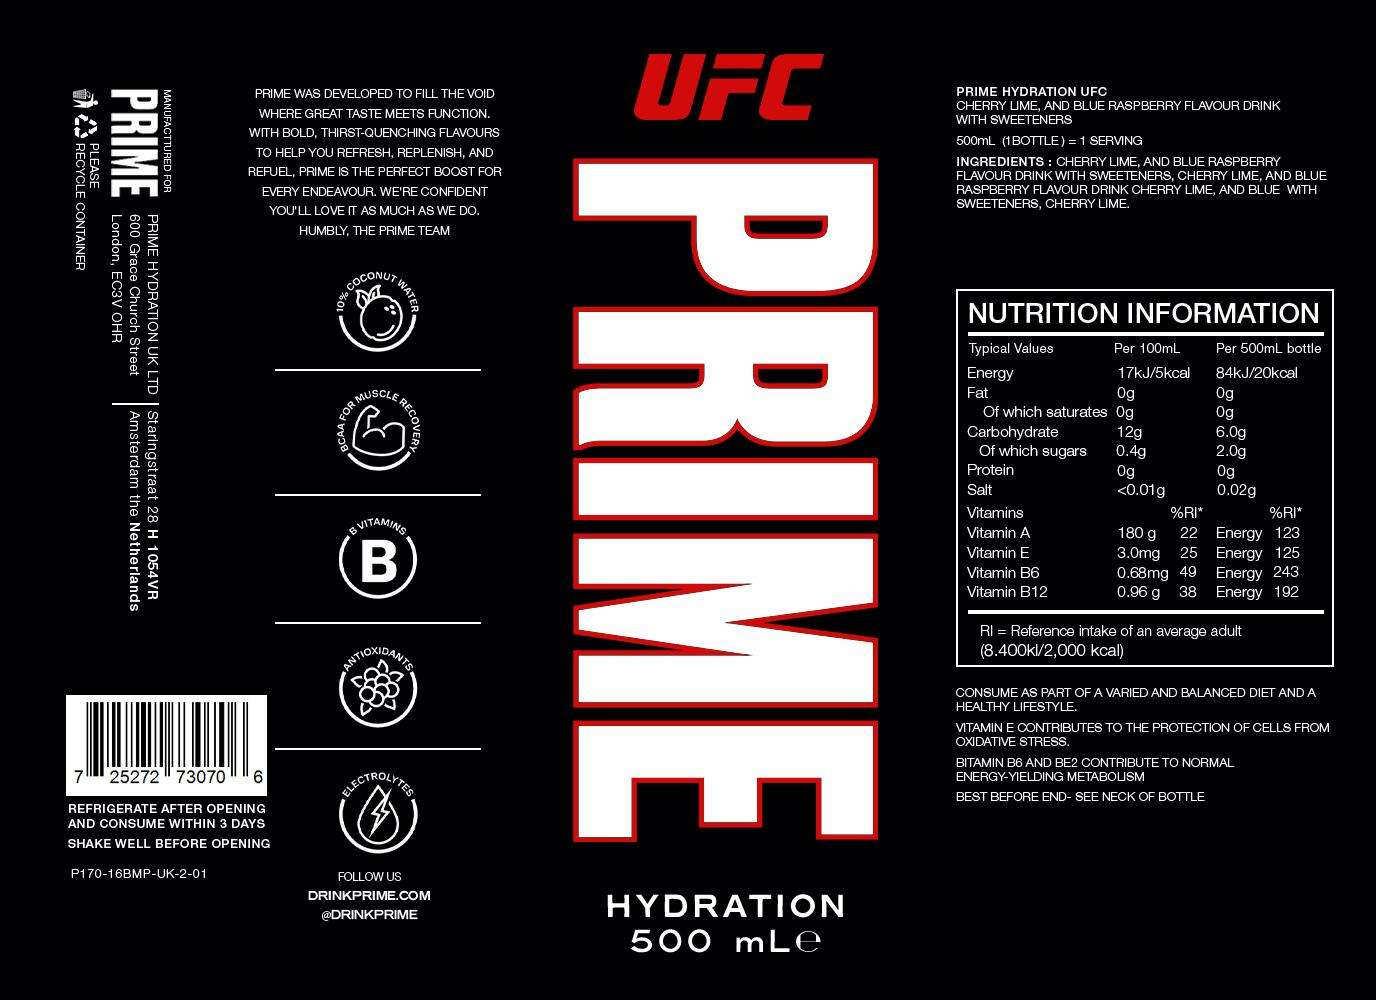 MANUFACTTURED FOR
PRIME
PLEASE
RECYCLE CONTAINER
PRIME HYDRATION UK LTD
600 Grace Church Street
London, EC3V OHR
Staringstraat 28 H 1054VR
Amsterdam the Netherlands
7 25272 73070 6
REFRIGERATE AFTER OPENING
AND CONSUME WITHIN 3 DAYS
SHAKE WELL BEFORE OPENING
P170-16BMP-UK-2-01
PRIME WAS DEVELOPED TO FILL THE VOID
WHERE GREAT TASTE MEETS FUNCTION.
WITH BOLD, THIRST-QUENCHING FLAVOURS
TO HELP YOU REFRESH, REPLENISH, AND
REFUEL, PRIME IS THE PERFECT BOOST FOR
EVERY ENDEAVOUR. WE'RE CONFIDENT
YOU'LL LOVE IT AS MUCH AS WE DO.
HUMBLY, THE PRIME TEAM
10% COCONUT WATER
BCAA FOR MUSCLE RECOVERY
B VITAMINS
B
ANTIOXIDANTS
ELECTROLYTES
FOLLOW US
DRINKPRIME.COM
@DRINKPRIME
UFC
PRIME
HYDRATION
500 mL℮
PRIME HYDRATION UFC
CHERRY LIME, AND BLUE RASPBERRY FLAVOUR DRINK
WITH SWEETENERS
500mL (1BOTTLE ) = 1 SERVING
INGREDIENTS : CHERRY LIME, AND BLUE RASPBERRY
FLAVOUR DRINK WITH SWEETENERS, CHERRY LIME, AND BLUE
RASPBERRY FLAVOUR DRINK CHERRY LIME, AND BLUE WITH
SWEETENERS, CHERRY LIME.
NUTRITION INFORMATION
Typical Values Per 100mL Per 500mL bottle
Energy 17kJ/5kcal 84kJ/20kcal
Fat 0g 0g
Of which saturates 0g 0g
Carbohydrate 12g 6.0g
Of which sugars 0.4g 2.0g
Protein 0g 0g
Salt <0.01g 0.02g
Vitamins %RI* %RI*
Vitamin A 180 g 22 Energy 123
Vitamin E 3.0mg 25 Energy 125
Vitamin B6 0.68mg 49 Energy 243
Vitamin B12 0.96 g 38 Energy 192
RI = Reference intake of an average adult
(8.400kl/2,000 kcal)
CONSUME AS PART OF A VARIED AND BALANCED DIET AND A
HEALTHY LIFESTYLE.
VITAMIN E CONTRIBUTES TO THE PROTECTION OF CELLS FROM
OXIDATIVE STRESS.
BITAMIN B6 AND BE2 CONTRIBUTE TO NORMAL
ENERGY-YIELDING METABOLISM
BEST BEFORE END- SEE NECK OF BOTTLE